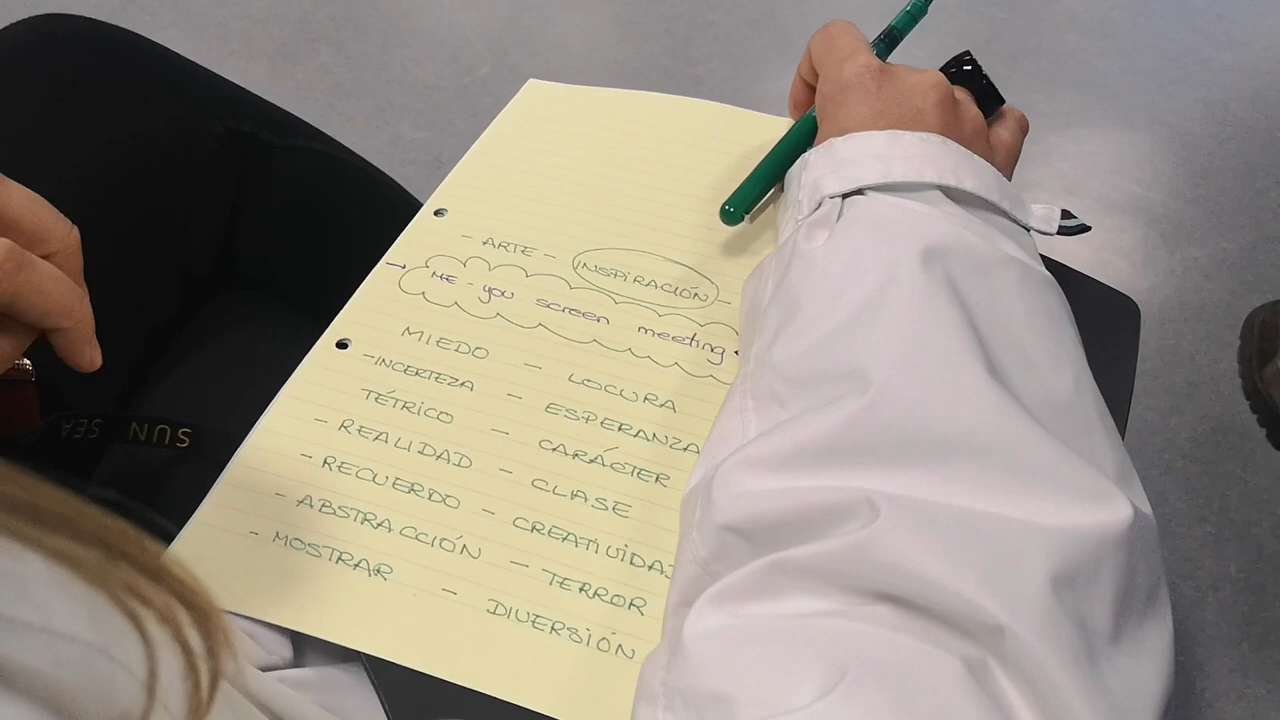 - ARTE - INSPIRACIÓN -
→ ME - you screen meeting
MIEDO - LOCURA
- INCERTEZA - ESPERANZA
TÉTRICO - CARÁCTER
- REALIDAD - CLASE
- RECUERDO - CREATIVIDAD
- ABSTRACCIÓN - TERROR
- MOSTRAR - DIVERSIÓN
SUN SEA